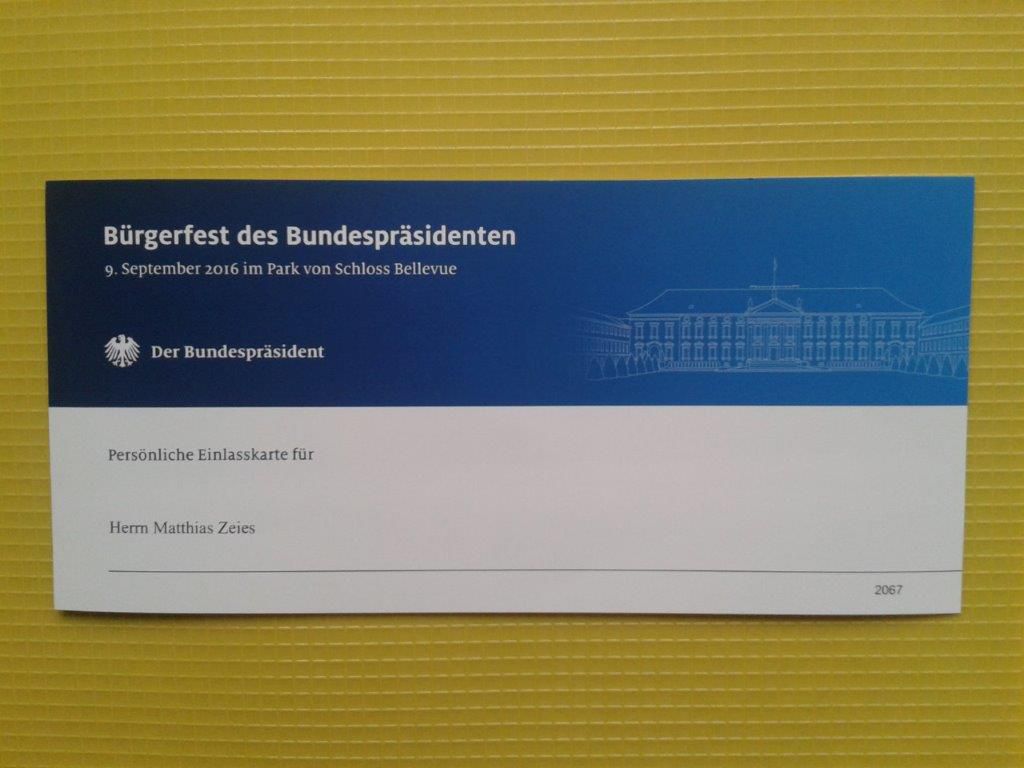 Bürgerfest des Bundespräsidenten
9. September 2016 im Park von Schloss Bellevue
Der Bundespräsident
Persönliche Einlasskarte für
Herrn Matthias Zeies
2067